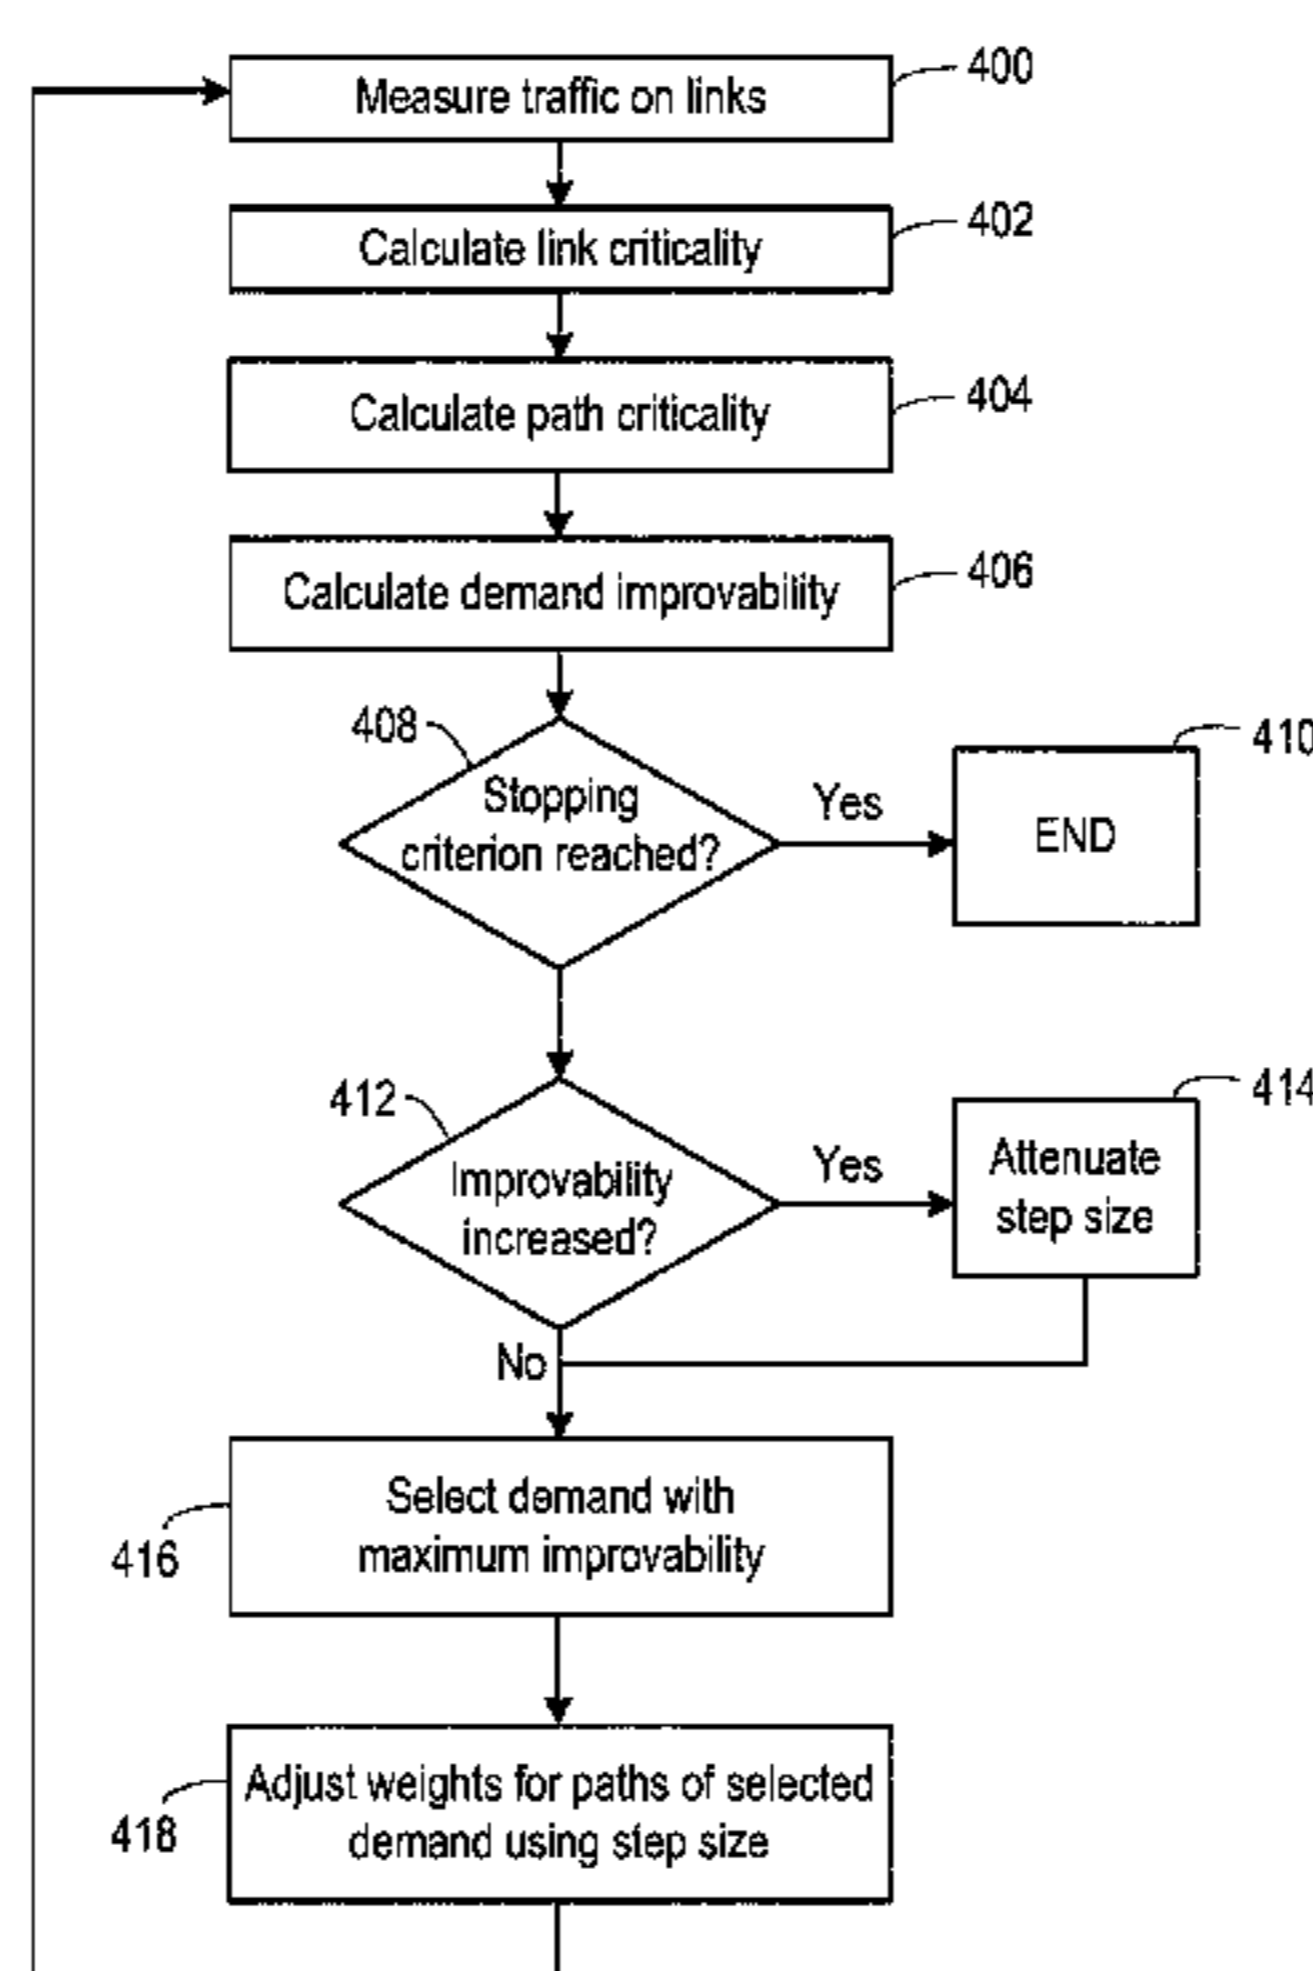 400
Measure traffic on links
402
Calculate link criticality
404
Calculate path criticality
406
Calculate demand improvability
408
410
Stopping
criterion reached?
Yes
END
412
414
Improvability
increased?
Yes
Attenuate
step size
No
416
Select demand with
maximum improvability
418
Adjust weights for paths of selected
demand using step size